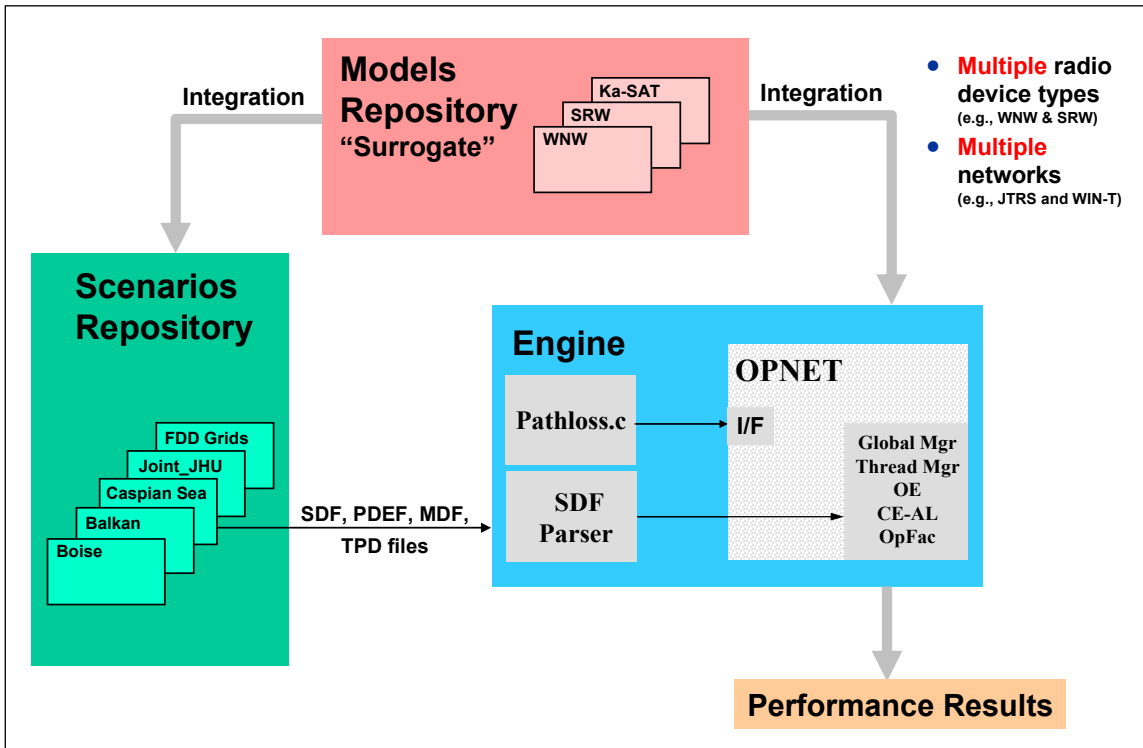 Models
Repository
“Surrogate”
Ka-SAT
SRW
WNW
Integration
Integration
• Multiple radio
device types
(e.g., WNW & SRW)
• Multiple
networks
(e.g., JTRS and WIN-T)
Scenarios
Repository
FDD Grids
Joint_JHU
Caspian Sea
Balkan
Boise
SDF, PDEF, MDF,
TPD files
Engine
Pathloss.c
SDF
Parser
OPNET
I/F
Global Mgr
Thread Mgr
OE
CE-AL
OpFac
Performance Results